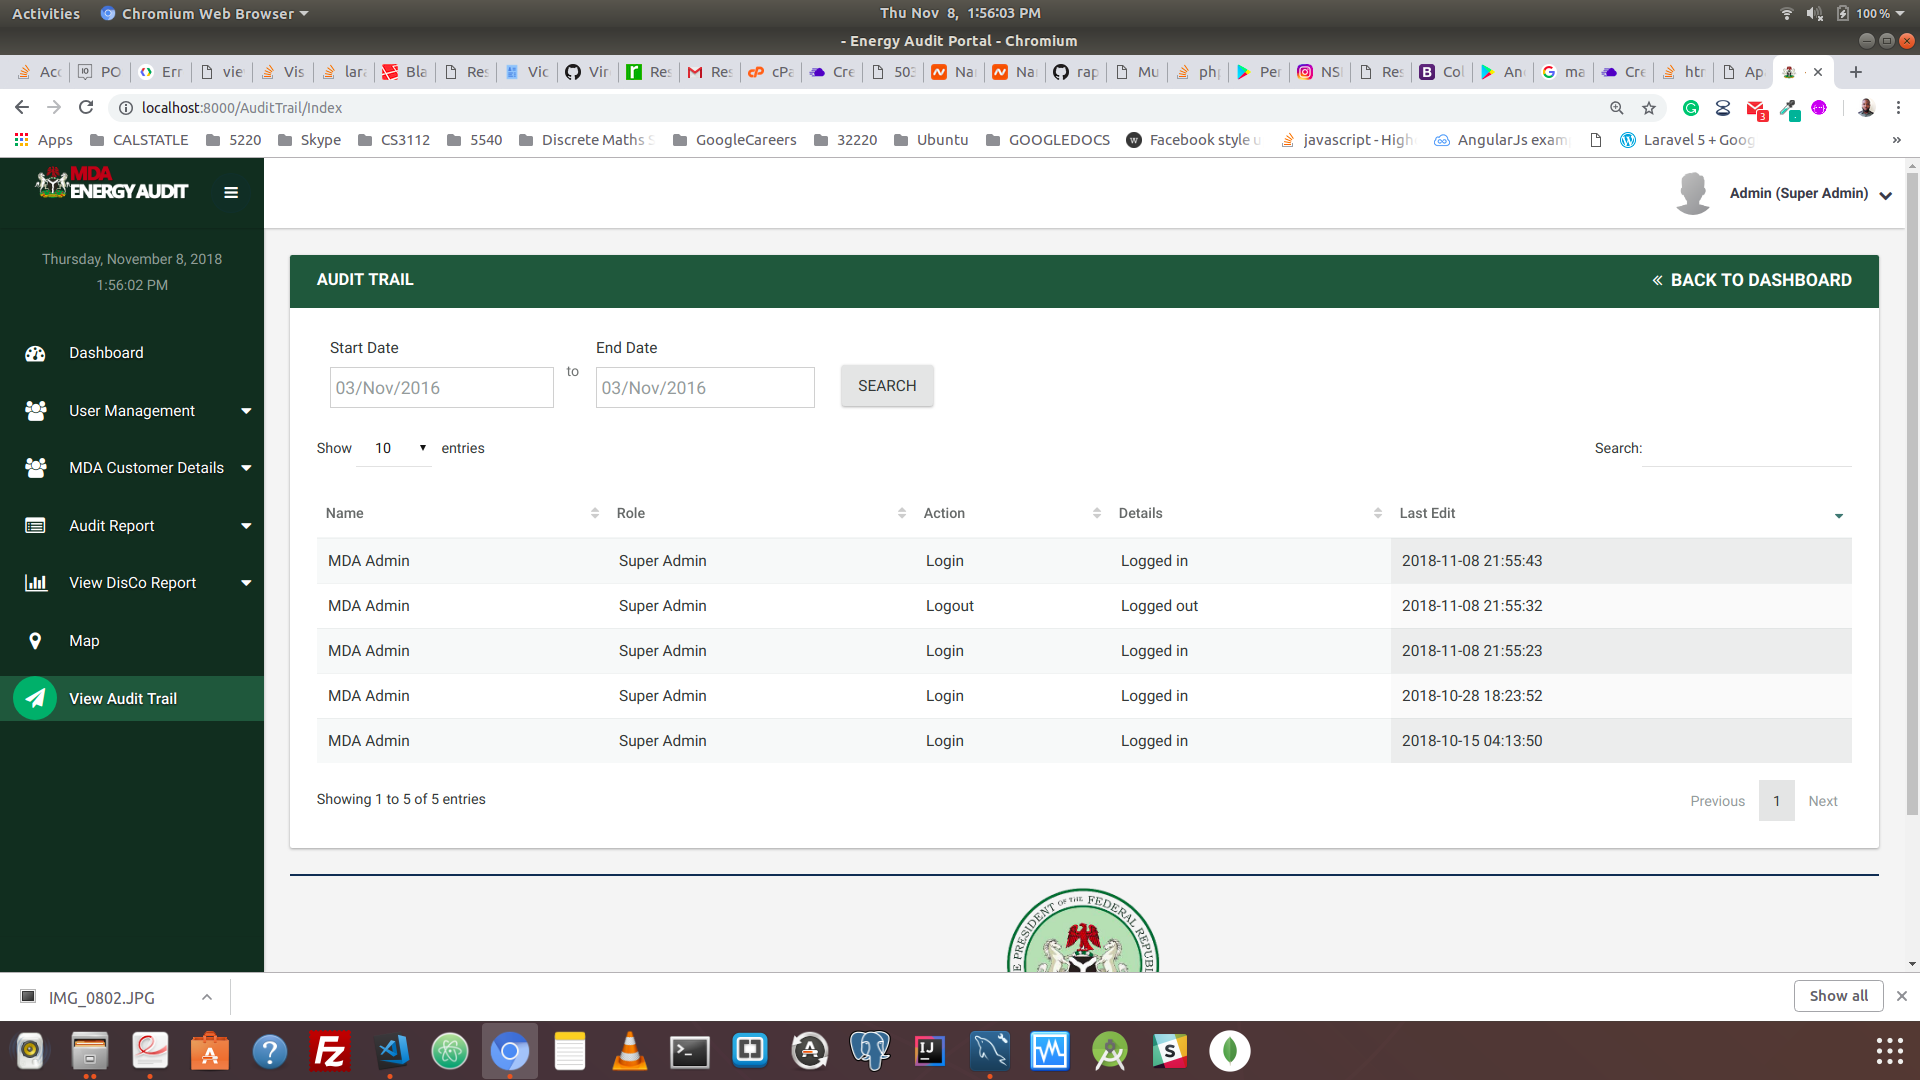 Activities Chromium Web Browser Thu Nov 8, 1:56:03 PM 100 %
- Energy Audit Portal - Chromium
Acc PO Err vie Vis lara Bla Res Vic Vir Res Res cPa Cre 503 Nar Nar rap Mu php Per NSI Res Col An ma Cre htr Ap
localhost:8000/AuditTrail/Index 3
Apps CALSTATLE 5220 Skype CS3112 5540 Discrete Maths S GoogleCareers 32220 Ubuntu GOOGLEDOCS Facebook style u javascript - High AngularJs exam Laravel 5 + Goog »
MDA
ENERGY AUDIT
Admin (Super Admin)
Thursday, November 8, 2018
1:56:02 PM
Dashboard
User Management
MDA Customer Details
Audit Report
View DisCo Report
Map
View Audit Trail
AUDIT TRAIL « BACK TO DASHBOARD
Start Date End Date
03/Nov/2016 to 03/Nov/2016 SEARCH
Show 10 entries Search:
Name Role Action Details Last Edit
MDA Admin Super Admin Login Logged in 2018-11-08 21:55:43
MDA Admin Super Admin Logout Logged out 2018-11-08 21:55:32
MDA Admin Super Admin Login Logged in 2018-11-08 21:55:23
MDA Admin Super Admin Login Logged in 2018-10-28 18:23:52
MDA Admin Super Admin Login Logged in 2018-10-15 04:13:50
Showing 1 to 5 of 5 entries Previous 1 Next
PRESIDENT OF THE FEDERAL REPUB
IMG_0802.JPG Show all